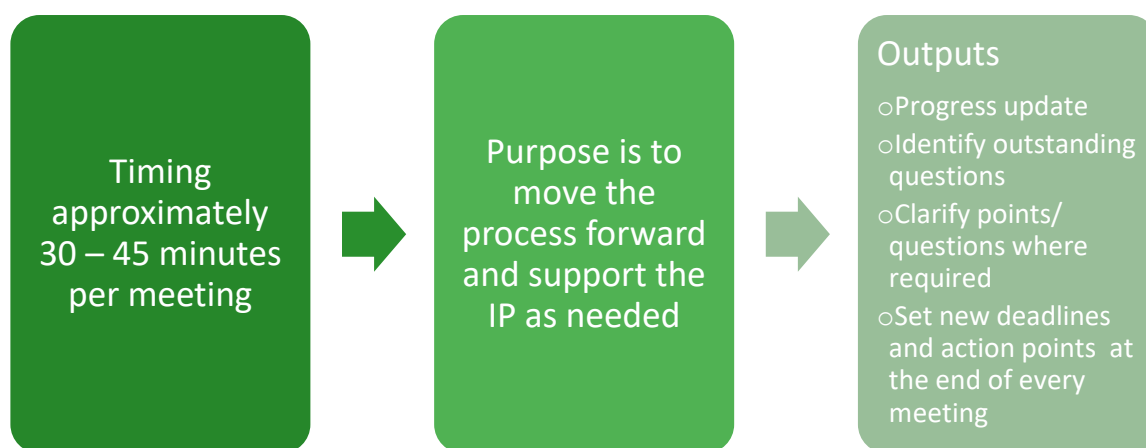 Timing
approximately
30 – 45 minutes
per meeting
Purpose is to
move the
process forward
and support the
IP as needed
Outputs
oProgress update
oIdentify outstanding
questions
oClarify points/
questions where
required
oSet new deadlines
and action points  at
the end of every
meeting